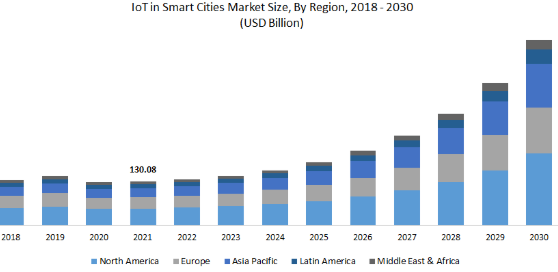 IoT in Smart Cities Market Size, By Region, 2018 - 2030
(USD Billion)
130.08
2018 2019 2020 2021 2022 2023 2024 2025 2026 2027 2028 2029 2030
North America Europe Asia Pacific Latin America Middle East & Africa